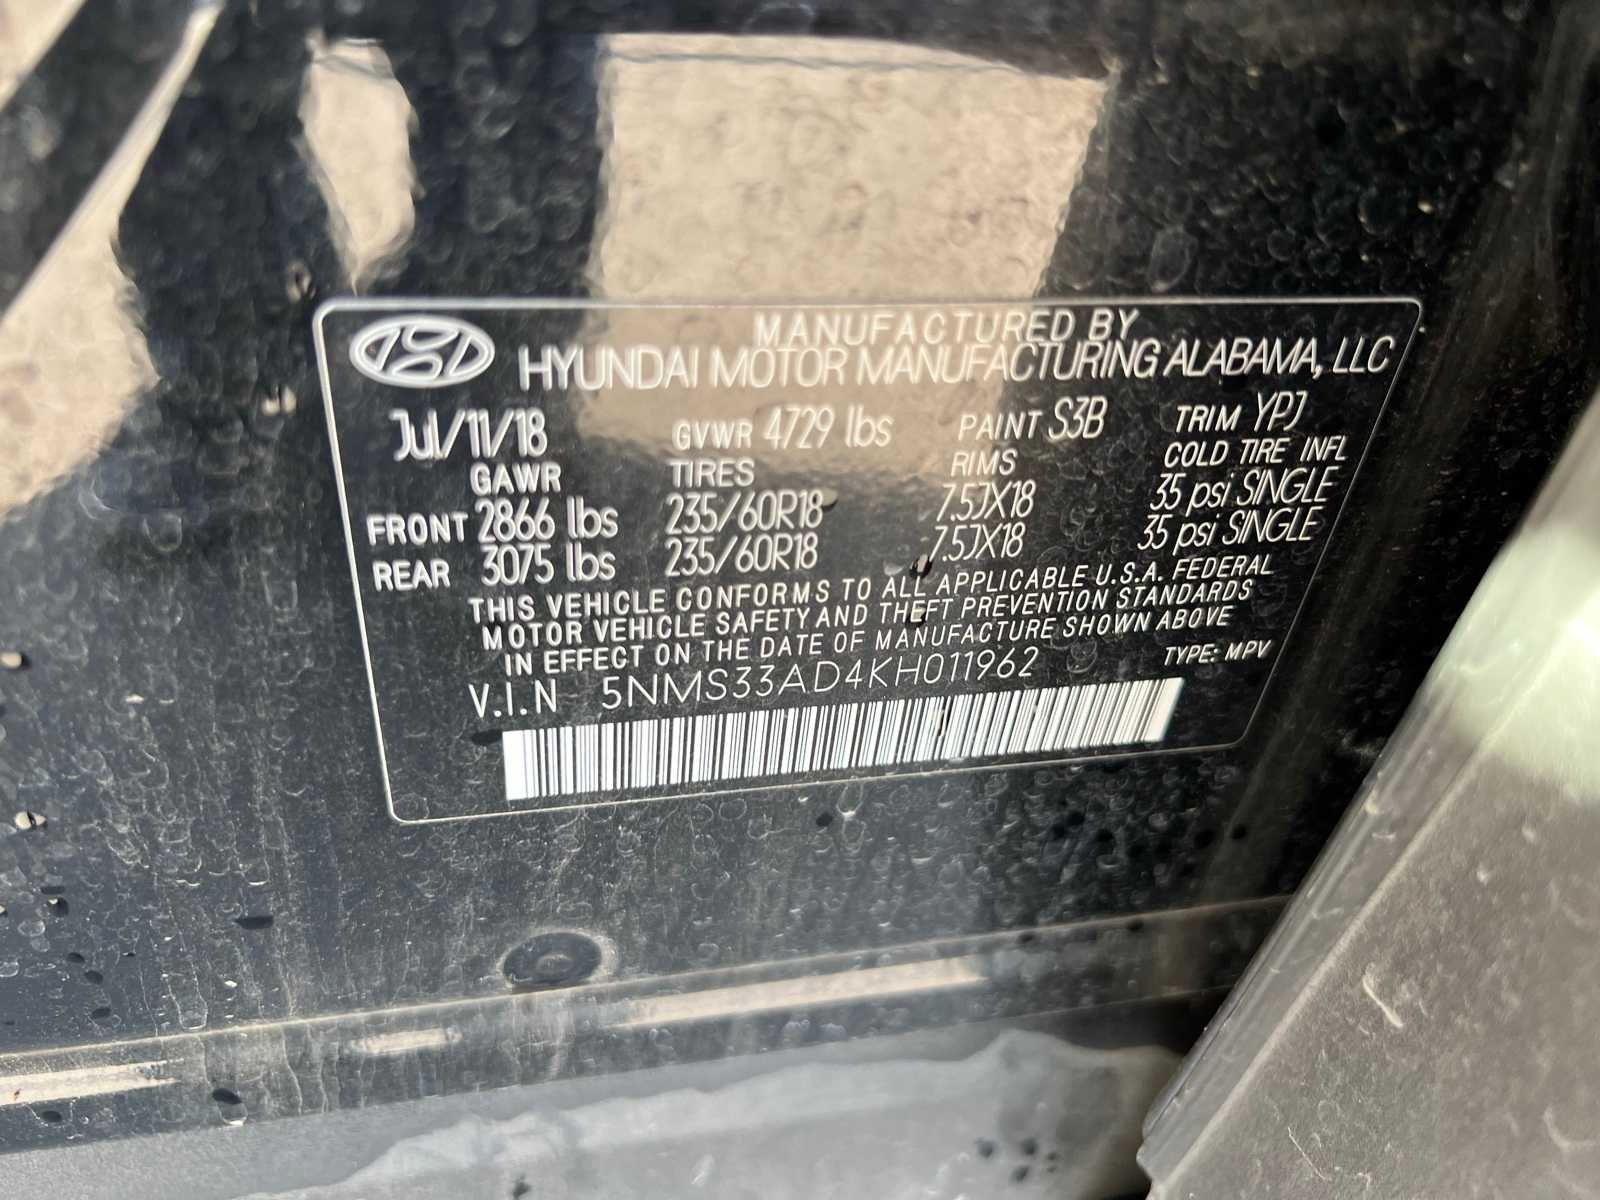 MANUFACTURED BY
HYUNDAI MOTOR MANUFACTURING ALABAMA, LLC
Jul/11/18 GVWR 4729 lbs PAINT S3B TRIM YPJ
GAWR TIRES RIMS COLD TIRE INFL
FRONT 2866 lbs 235/60R18 7.5JX18 35 psi SINGLE
REAR 3075 lbs 235/60R18 7.5JX18 35 psi SINGLE
THIS VEHICLE CONFORMS TO ALL APPLICABLE U.S.A. FEDERAL
MOTOR VEHICLE SAFETY AND THEFT PREVENTION STANDARDS
IN EFFECT ON THE DATE OF MANUFACTURE SHOWN ABOVE
V.I.N 5NMS33AD4KH011962 TYPE: MPV